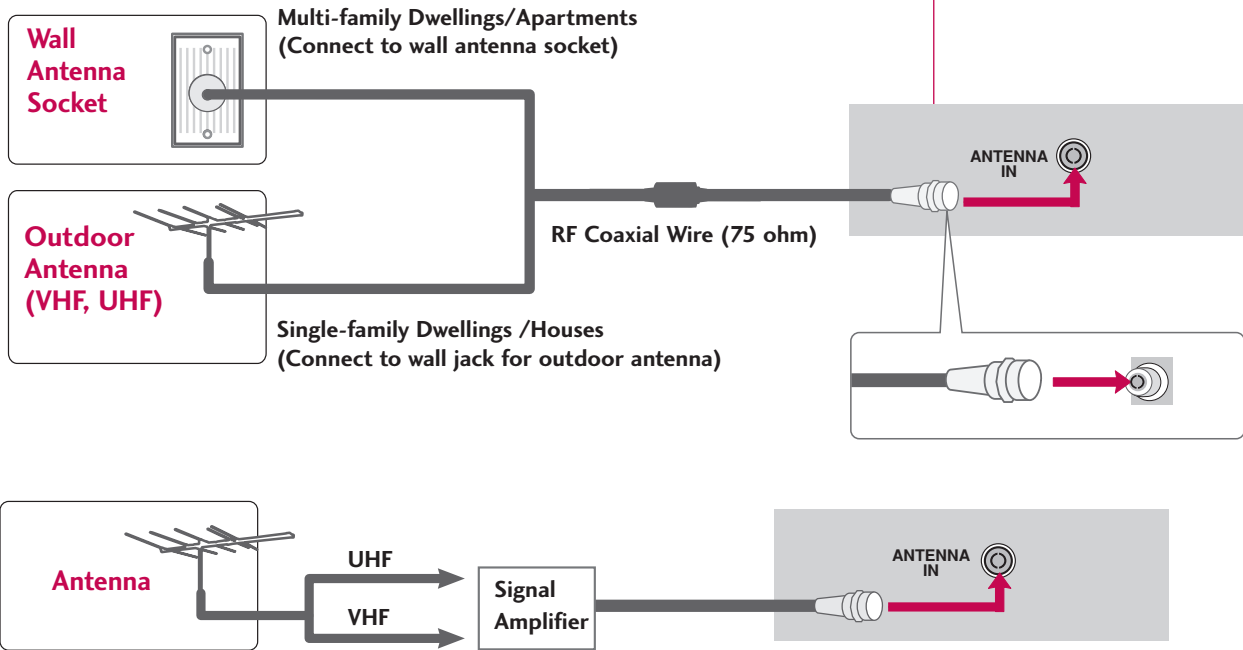 Multi-family Dwellings/Apartments
(Connect to wall antenna socket)
Wall
Antenna
Socket
ANTENNA
IN
RF Coaxial Wire (75 ohm)
Outdoor
Antenna
(VHF, UHF)
Single-family Dwellings /Houses
(Connect to wall jack for outdoor antenna)
Antenna
UHF
VHF
Signal
Amplifier
ANTENNA
IN